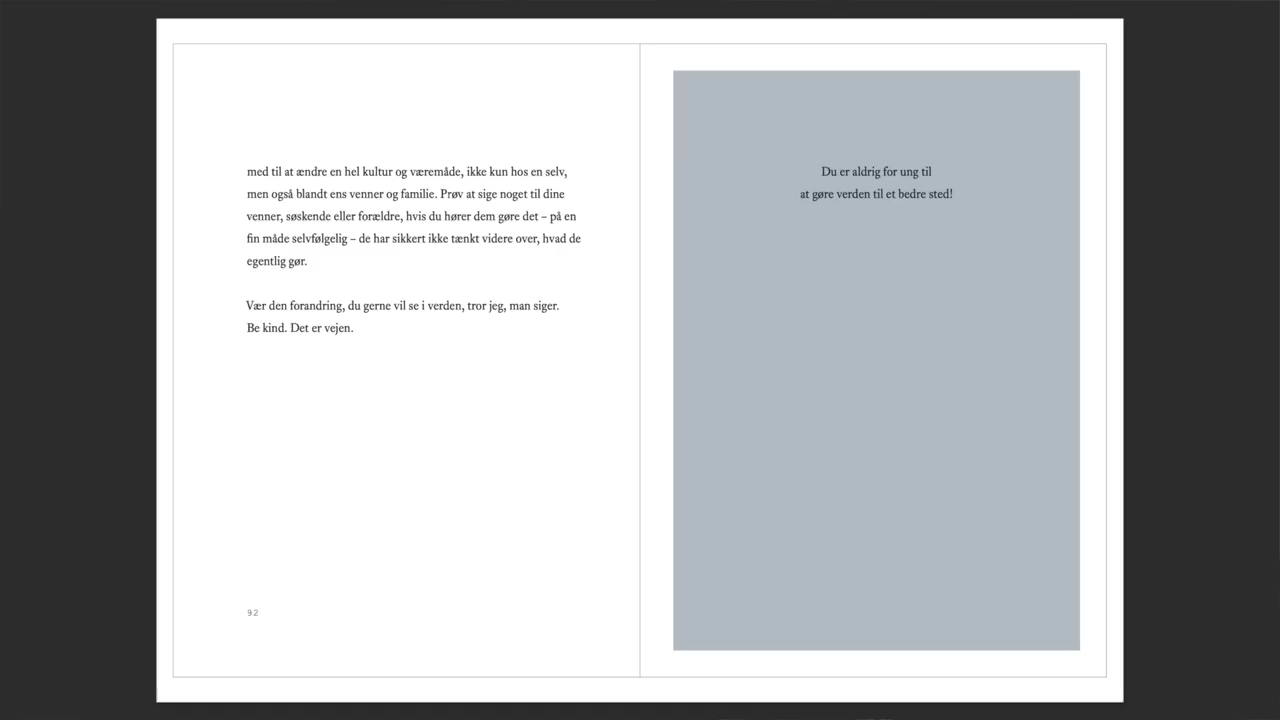 med til at ændre en hel kultur og væremåde, ikke kun hos en selv,
men også blandt ens venner og familie. Prøv at sige noget til dine
venner, søskende eller forældre, hvis du hører dem gøre det – på en
fin måde selvfølgelig – de har sikkert ikke tænkt videre over, hvad de
egentlig gør.
Vær den forandring, du gerne vil se i verden, tror jeg, man siger.
Be kind. Det er vejen.
92
Du er aldrig for ung til
at gøre verden til et bedre sted!